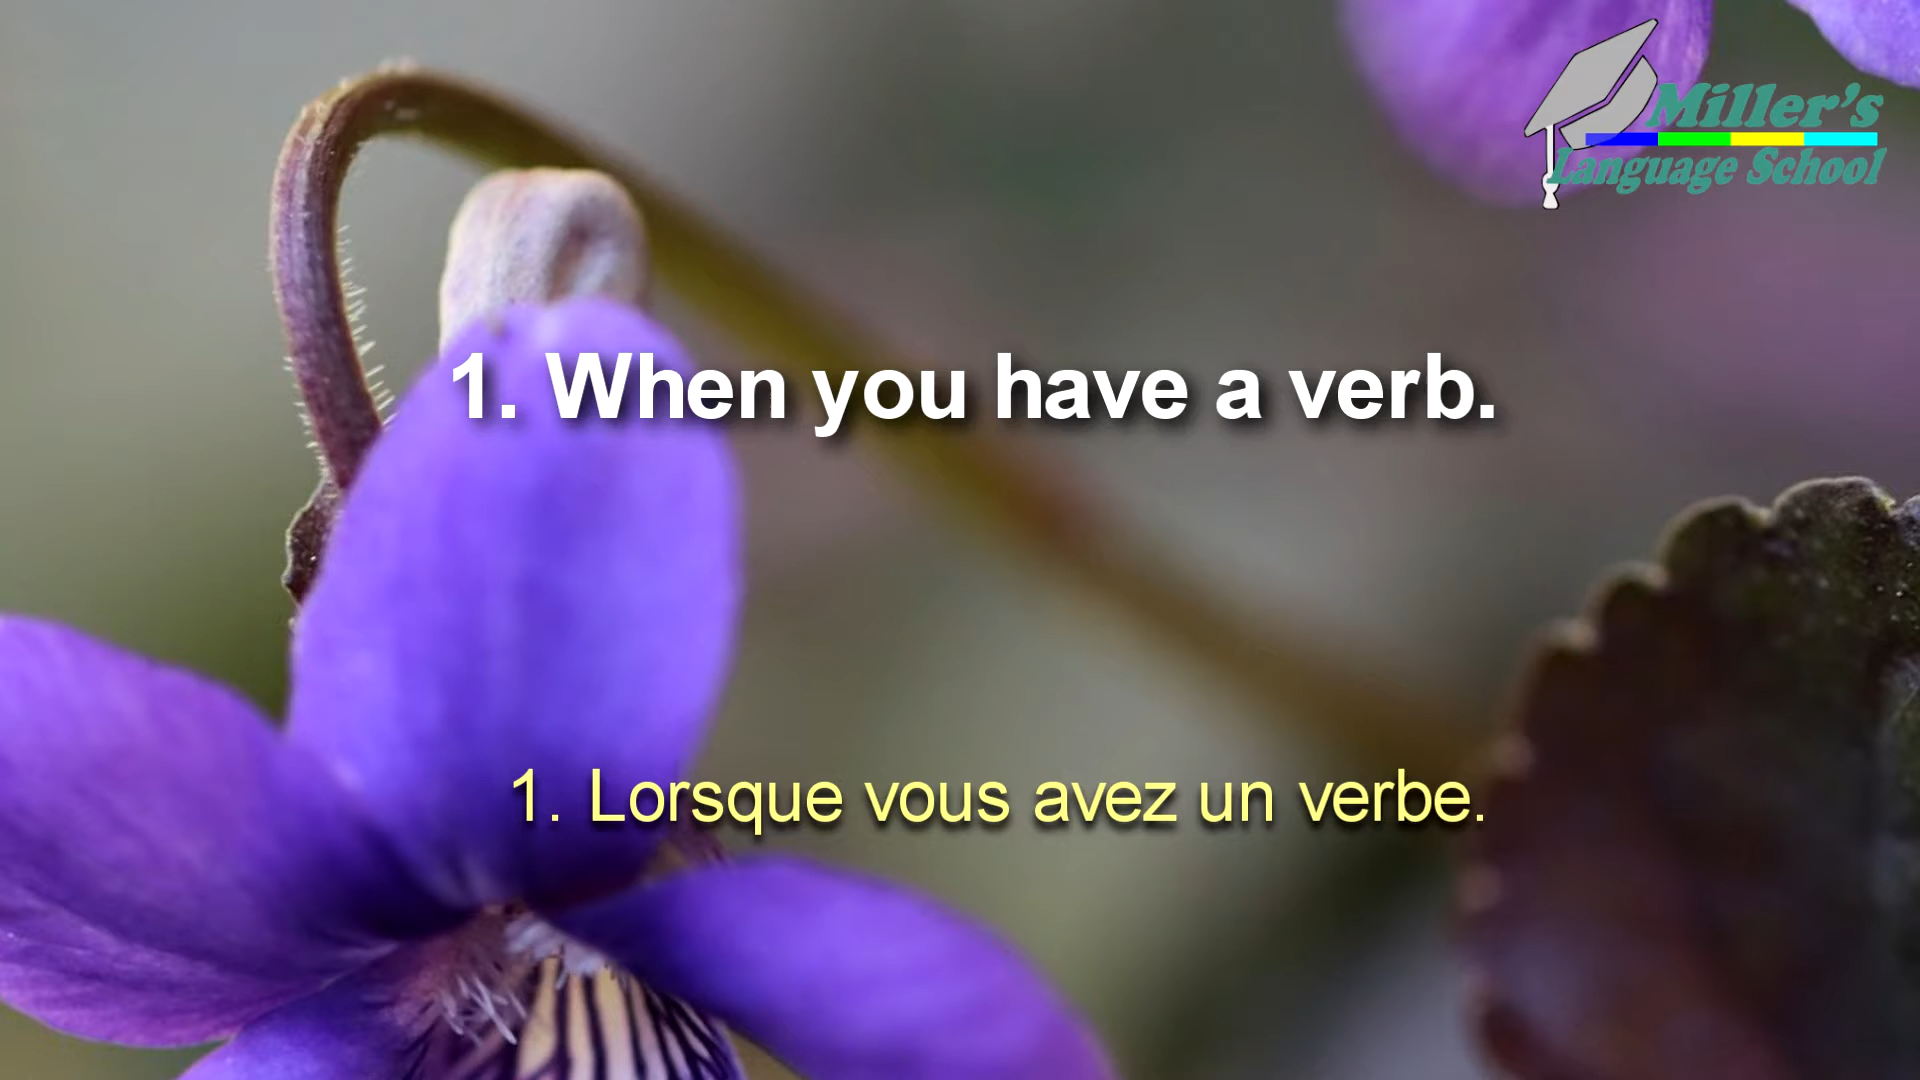 Miller's
Language School
1. When you have a verb.
1. Lorsque vous avez un verbe.